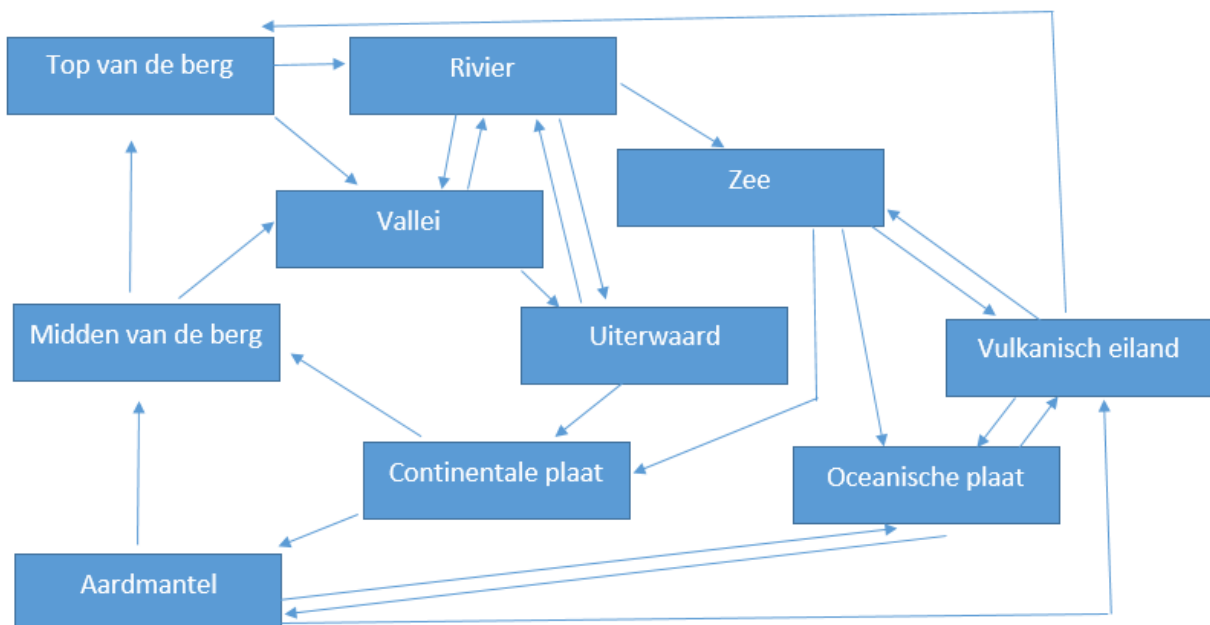 Top van de berg
Rivier
Zee
Vallei
Midden van de berg
Uiterwaard
Vulkanisch eiland
Continentale plaat
Oceanische plaat
Aardmantel